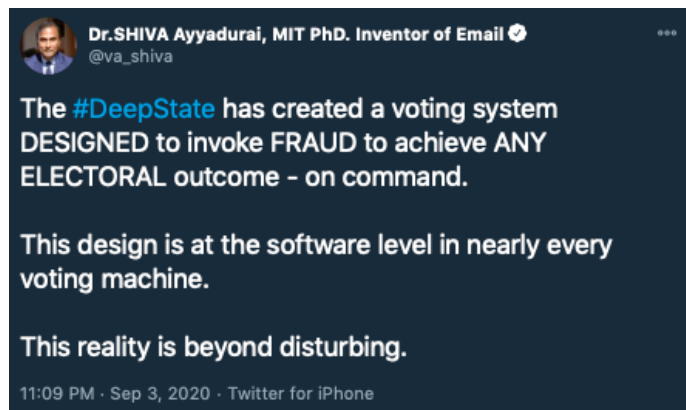 Dr.SHIVA Ayyadurai, MIT PhD. Inventor of Email
@va_shiva
The #DeepState has created a voting system
DESIGNED to invoke FRAUD to achieve ANY
ELECTORAL outcome - on command.
This design is at the software level in nearly every
voting machine.
This reality is beyond disturbing.
11:09 PM · Sep 3, 2020 · Twitter for iPhone